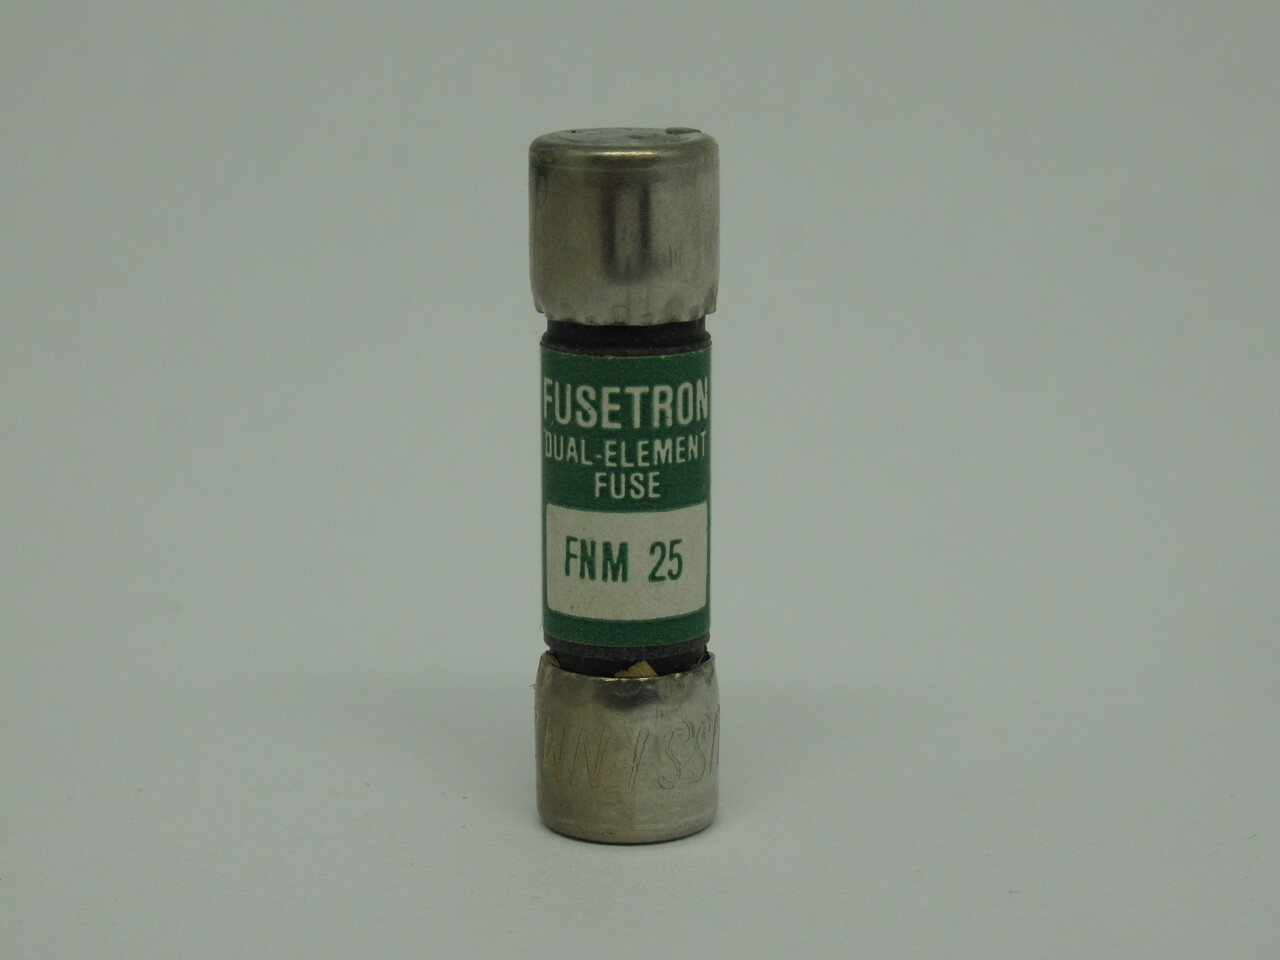 FUSETRON
DUAL-ELEMENT
FUSE
FNM 25